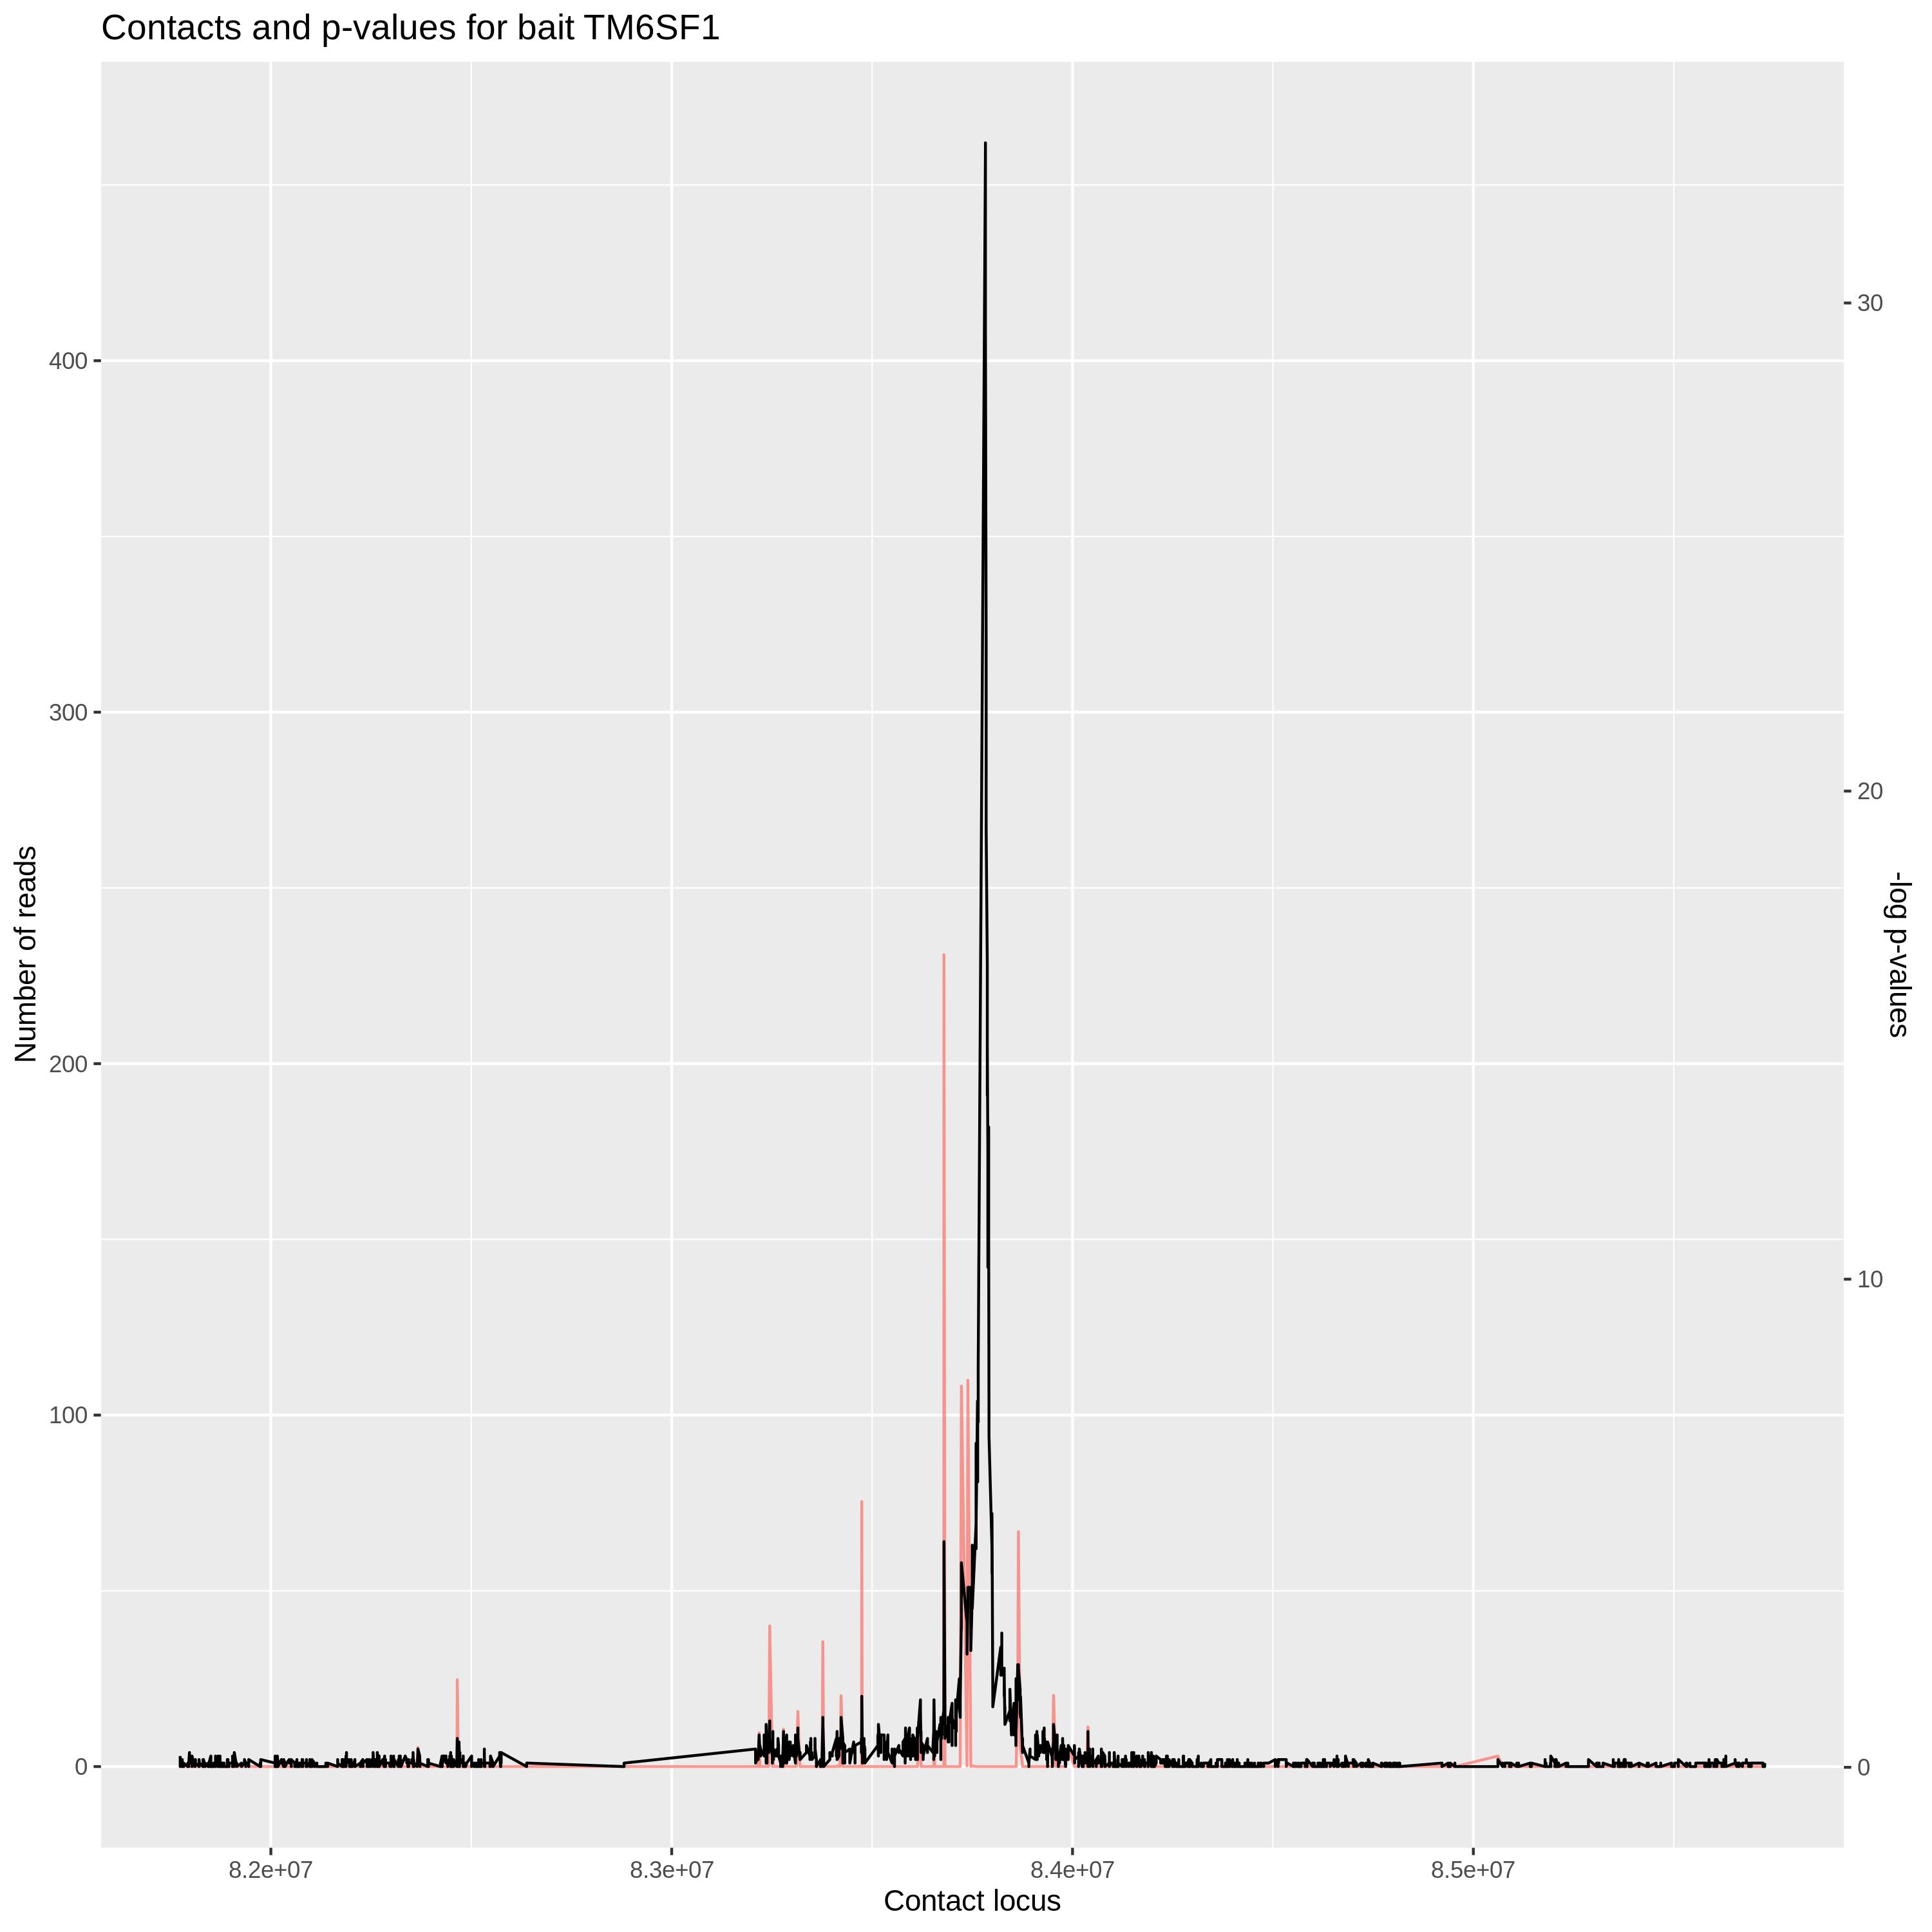 Contacts and p-values for bait TM6SF1
Number of reads
400
300
200
100
0
30
20
10
0
-log p-values
8.2e+07 8.3e+07 8.4e+07 8.5e+07
Contact locus